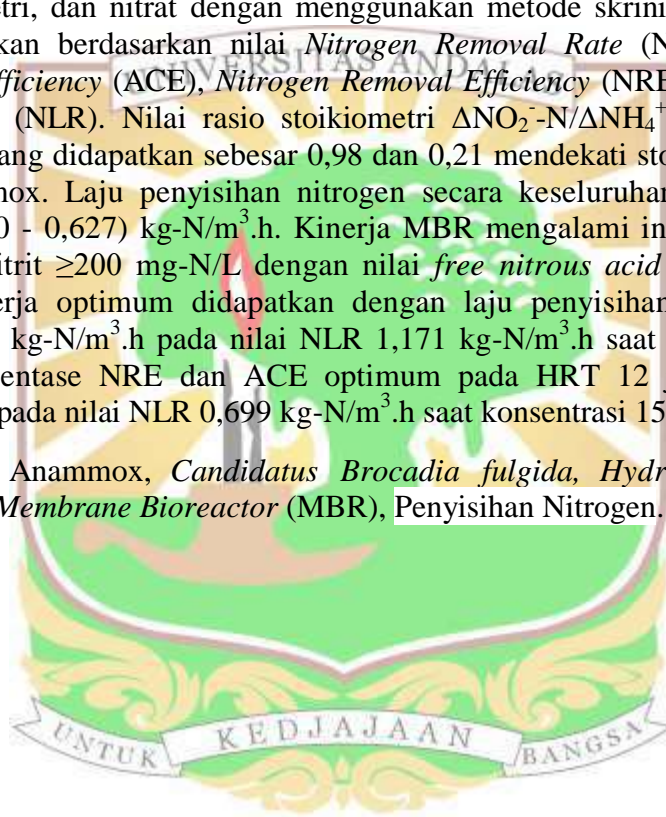 etri, dan nitrat dengan menggunakan metode skrini
kan berdasarkan nilai Nitrogen Removal Rate (N
fficiency (ACE), Nitrogen Removal Efficiency (NRE
(NLR). Nilai rasio stoikiometri ΔNO₂⁻-N/ΔNH₄⁺
ang didapatkan sebesar 0,98 dan 0,21 mendekati sto
nox. Laju penyisihan nitrogen secara keseluruhan
0 - 0,627) kg-N/m³.h. Kinerja MBR mengalami in
itrit ≥200 mg-N/L dengan nilai free nitrous acid
erja optimum didapatkan dengan laju penyisihan
kg-N/m³.h pada nilai NLR 1,171 kg-N/m³.h saat
entase NRE dan ACE optimum pada HRT 12
pada nilai NLR 0,699 kg-N/m³.h saat konsentrasi 15
Anammox, Candidatus Brocadia fulgida, Hydr
Membrane Bioreactor (MBR), Penyisihan Nitrogen.
UNIVERSITAS ANDALAS
UNTUK KEDJAJAAN BANGSA